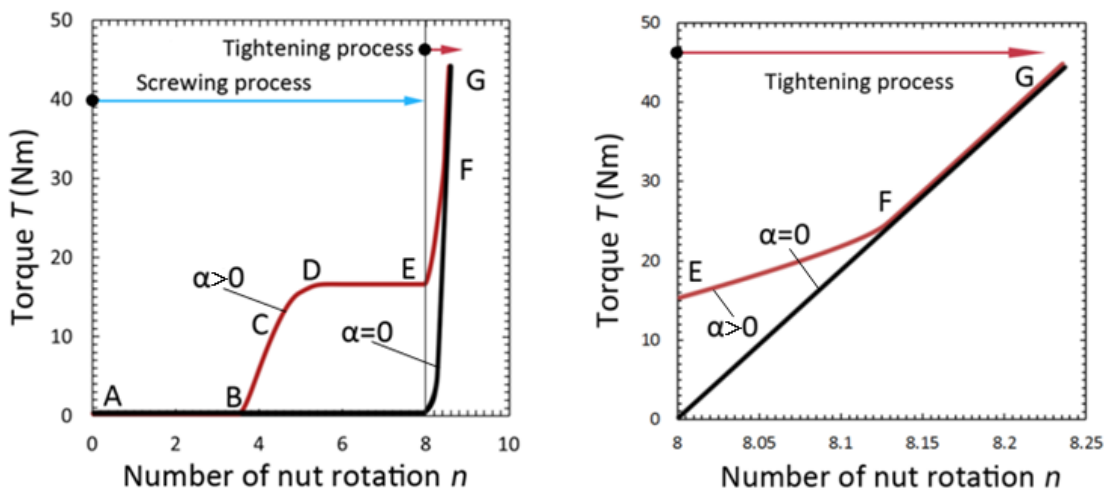 50
40
30
20
10
0
Torque T (Nm)
Tightening process
Screwing process
G
F
E
D
α>0
C
α=0
A
B
0 2 4 6 8 10
Number of nut rotation n
50
40
30
20
10
0
Torque T (Nm)
Tightening process
G
F
α=0
E
α>0
8 8.05 8.1 8.15 8.2 8.25
Number of nut rotation n